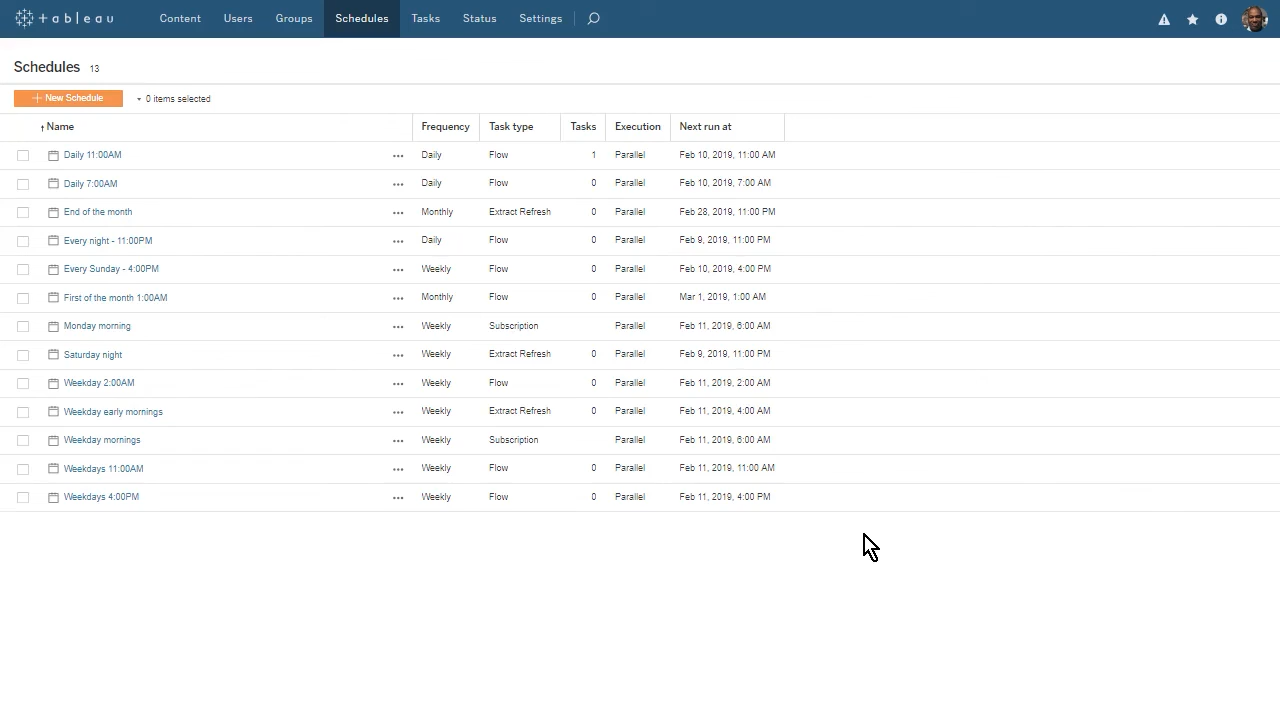 tableau Content Users Groups Schedules Tasks Status Settings
Schedules 13
New Schedule 0 items selected
↑ Name Frequency Task type Tasks Execution Next run at
Daily 11:00AM ••• Daily Flow 1 Parallel Feb 10, 2019, 11:00 AM
Daily 7:00AM ••• Daily Flow 0 Parallel Feb 10, 2019, 7:00 AM
End of the month ••• Monthly Extract Refresh 0 Parallel Feb 28, 2019, 11:00 PM
Every night - 11:00PM ••• Daily Flow 0 Parallel Feb 9, 2019, 11:00 PM
Every Sunday - 4:00PM ••• Weekly Flow 0 Parallel Feb 10, 2019, 4:00 PM
First of the month 1:00AM ••• Monthly Flow 0 Parallel Mar 1, 2019, 1:00 AM
Monday morning ••• Weekly Subscription Parallel Feb 11, 2019, 6:00 AM
Saturday night ••• Weekly Extract Refresh 0 Parallel Feb 9, 2019, 11:00 PM
Weekday 2:00AM ••• Weekly Flow 0 Parallel Feb 11, 2019, 2:00 AM
Weekday early mornings ••• Weekly Extract Refresh 0 Parallel Feb 11, 2019, 4:00 AM
Weekday mornings ••• Weekly Subscription Parallel Feb 11, 2019, 6:00 AM
Weekdays 11:00AM ••• Weekly Flow 0 Parallel Feb 11, 2019, 11:00 AM
Weekdays 4:00PM ••• Weekly Flow 0 Parallel Feb 11, 2019, 4:00 PM